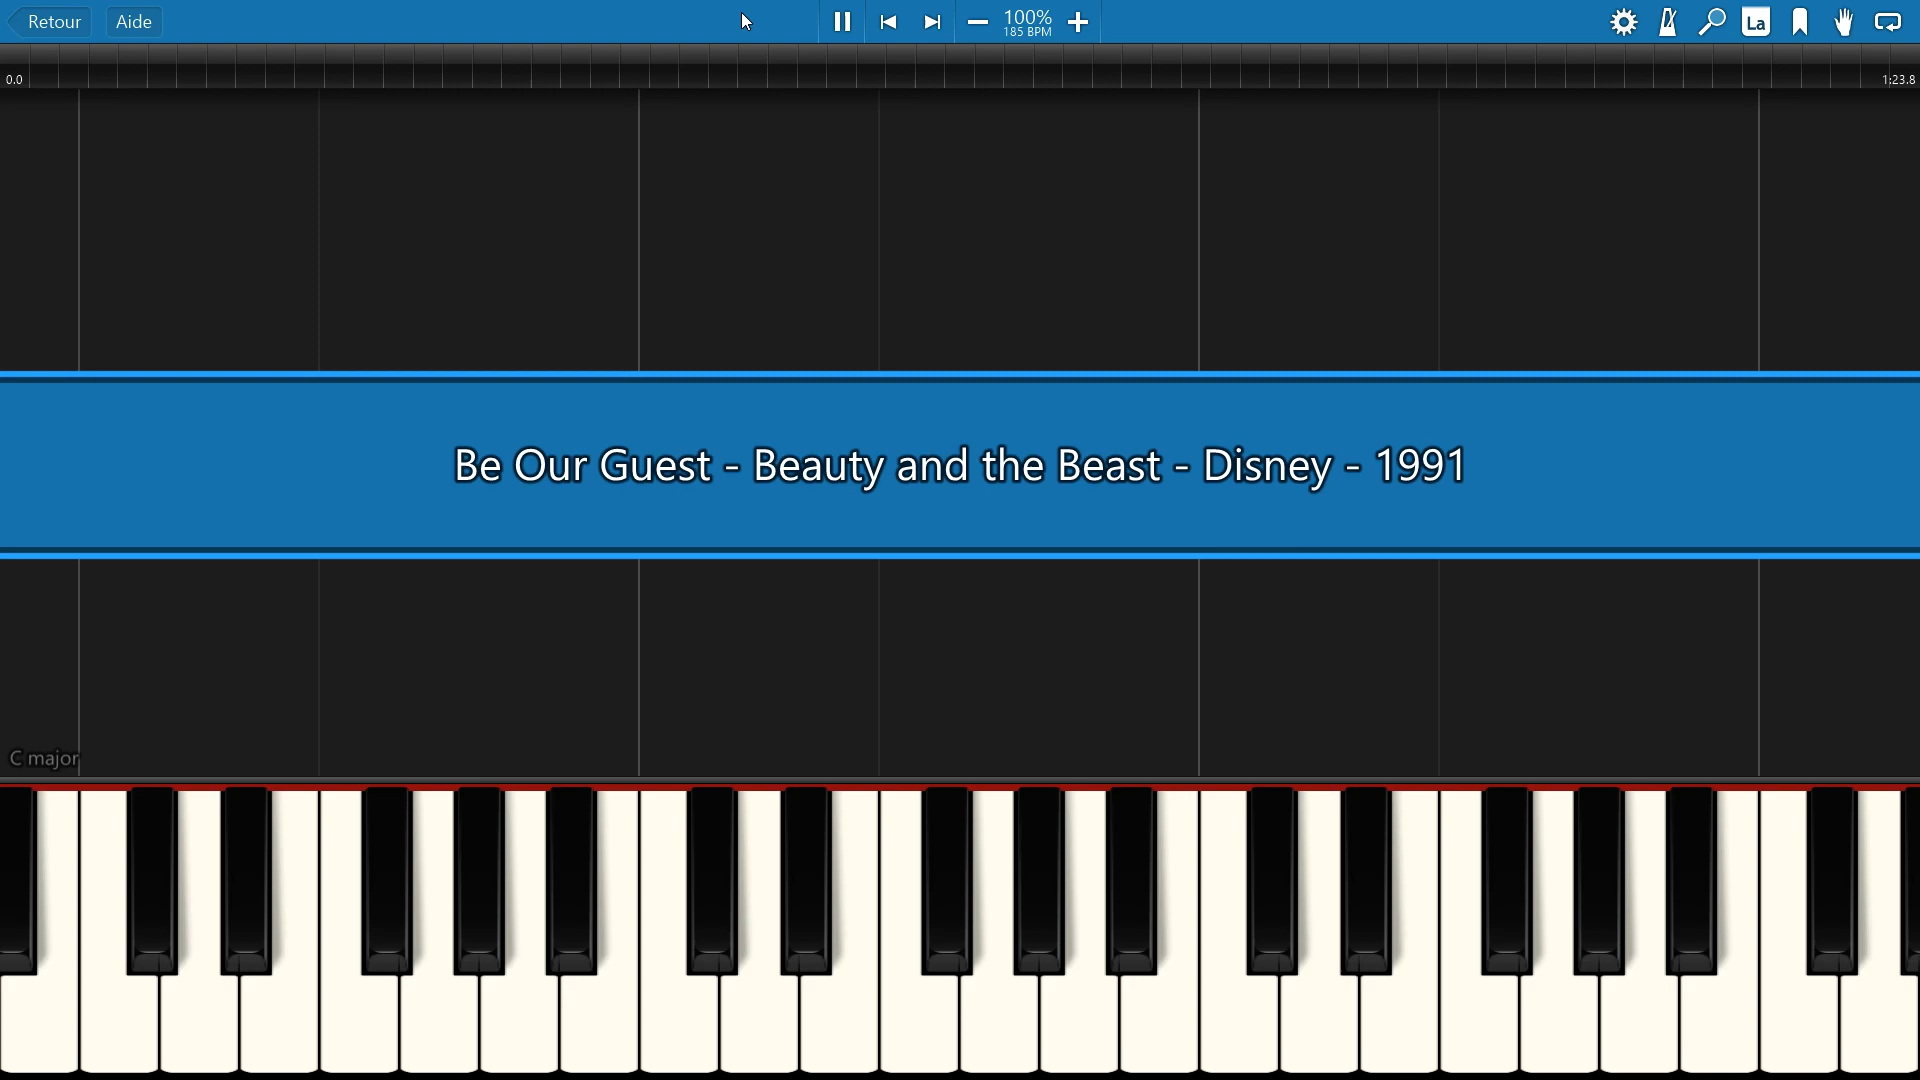 Retour
Aide
100%
185 BPM
La
0.0
1:23.8
Be Our Guest - Beauty and the Beast - Disney - 1991
C major